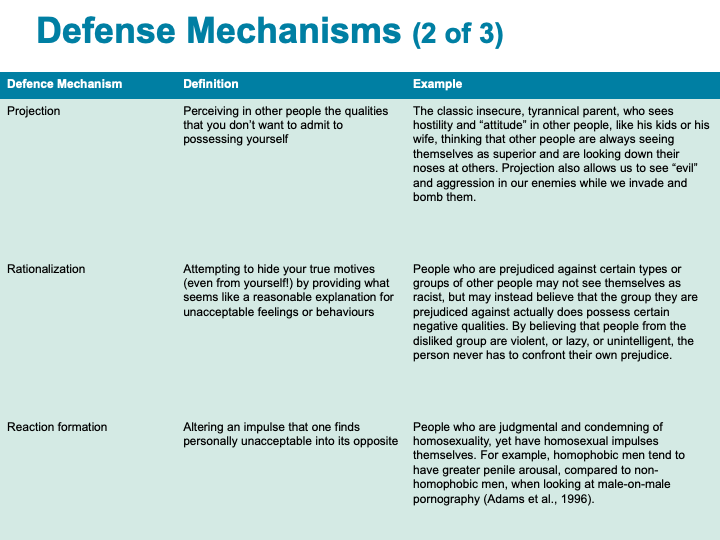 Defense Mechanisms (2 of 3)
Defence Mechanism
Definition
Example
Projection
Perceiving in other people the qualities
that you don’t want to admit to
possessing yourself
The classic insecure, tyrannical parent, who sees
hostility and “attitude” in other people, like his kids or his
wife, thinking that other people are always seeing
themselves as superior and are looking down their
noses at others. Projection also allows us to see “evil”
and aggression in our enemies while we invade and
bomb them.
Rationalization
Attempting to hide your true motives
(even from yourself!) by providing what
seems like a reasonable explanation for
unacceptable feelings or behaviours
People who are prejudiced against certain types or
groups of other people may not see themselves as
racist, but may instead believe that the group they are
prejudiced against actually does possess certain
negative qualities. By believing that people from the
disliked group are violent, or lazy, or unintelligent, the
person never has to confront their own prejudice.
Reaction formation
Altering an impulse that one finds
personally unacceptable into its opposite
People who are judgmental and condemning of
homosexuality, yet have homosexual impulses
themselves. For example, homophobic men tend to
have greater penile arousal, compared to non-
homophobic men, when looking at male-on-male
pornography (Adams et al., 1996).